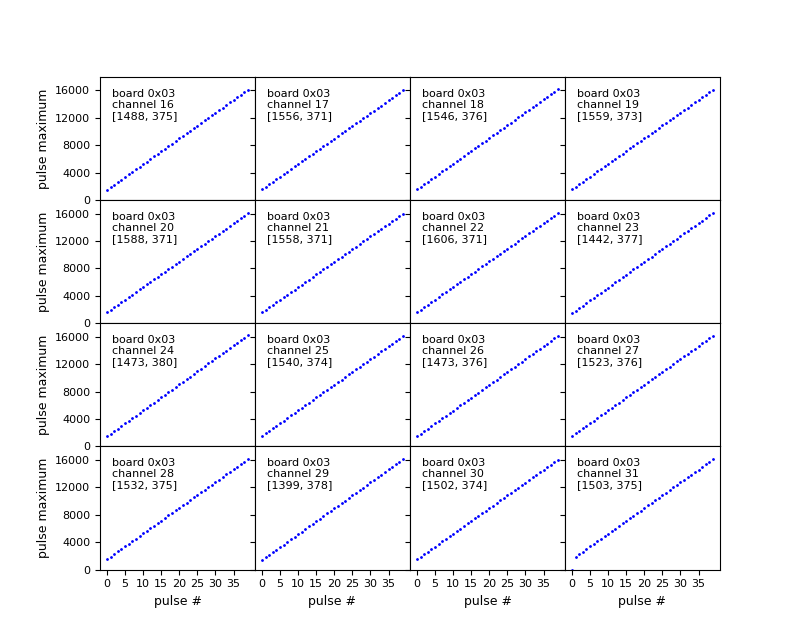 pulse maximum
16000
12000
8000
4000
0
board 0x03
channel 16
[1488, 375]
board 0x03
channel 17
[1556, 371]
board 0x03
channel 18
[1546, 376]
board 0x03
channel 19
[1559, 373]
pulse maximum
16000
12000
8000
4000
0
board 0x03
channel 20
[1588, 371]
board 0x03
channel 21
[1558, 371]
board 0x03
channel 22
[1606, 371]
board 0x03
channel 23
[1442, 377]
pulse maximum
16000
12000
8000
4000
0
board 0x03
channel 24
[1473, 380]
board 0x03
channel 25
[1540, 374]
board 0x03
channel 26
[1473, 376]
board 0x03
channel 27
[1523, 376]
pulse maximum
16000
12000
8000
4000
0
board 0x03
channel 28
[1532, 375]
board 0x03
channel 29
[1399, 378]
board 0x03
channel 30
[1502, 374]
board 0x03
channel 31
[1503, 375]
0 5 10 15 20 25 30 35
0 5 10 15 20 25 30 35
0 5 10 15 20 25 30 35
0 5 10 15 20 25 30 35
pulse #
pulse #
pulse #
pulse #